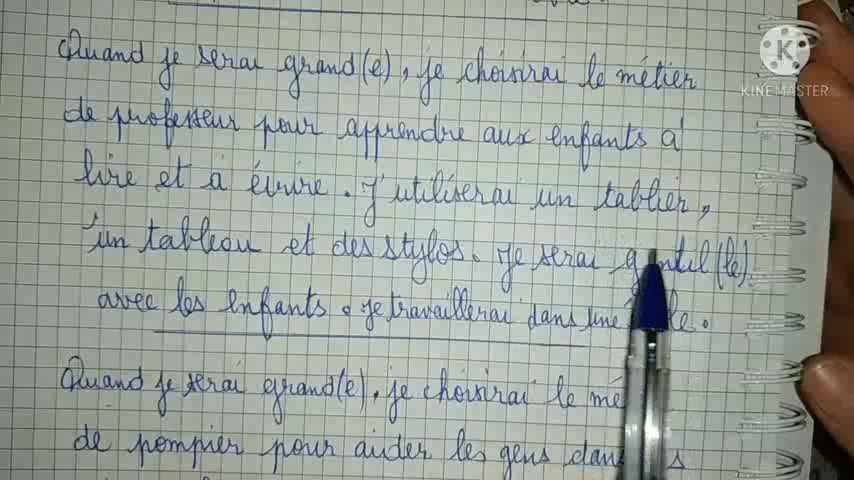 K
KINEMASTER
Quand je serai grand(e), je choisirai le métier
de professeur pour apprendre aux enfants à
lire et à écrire. J'utiliserai un tablier,
un tableau et des stylos. Je serai gentil(le)
avec les enfants. Je travaillerai dans une
Quand je serai grand(e), je choisirai le
de pompier pour aider les gens